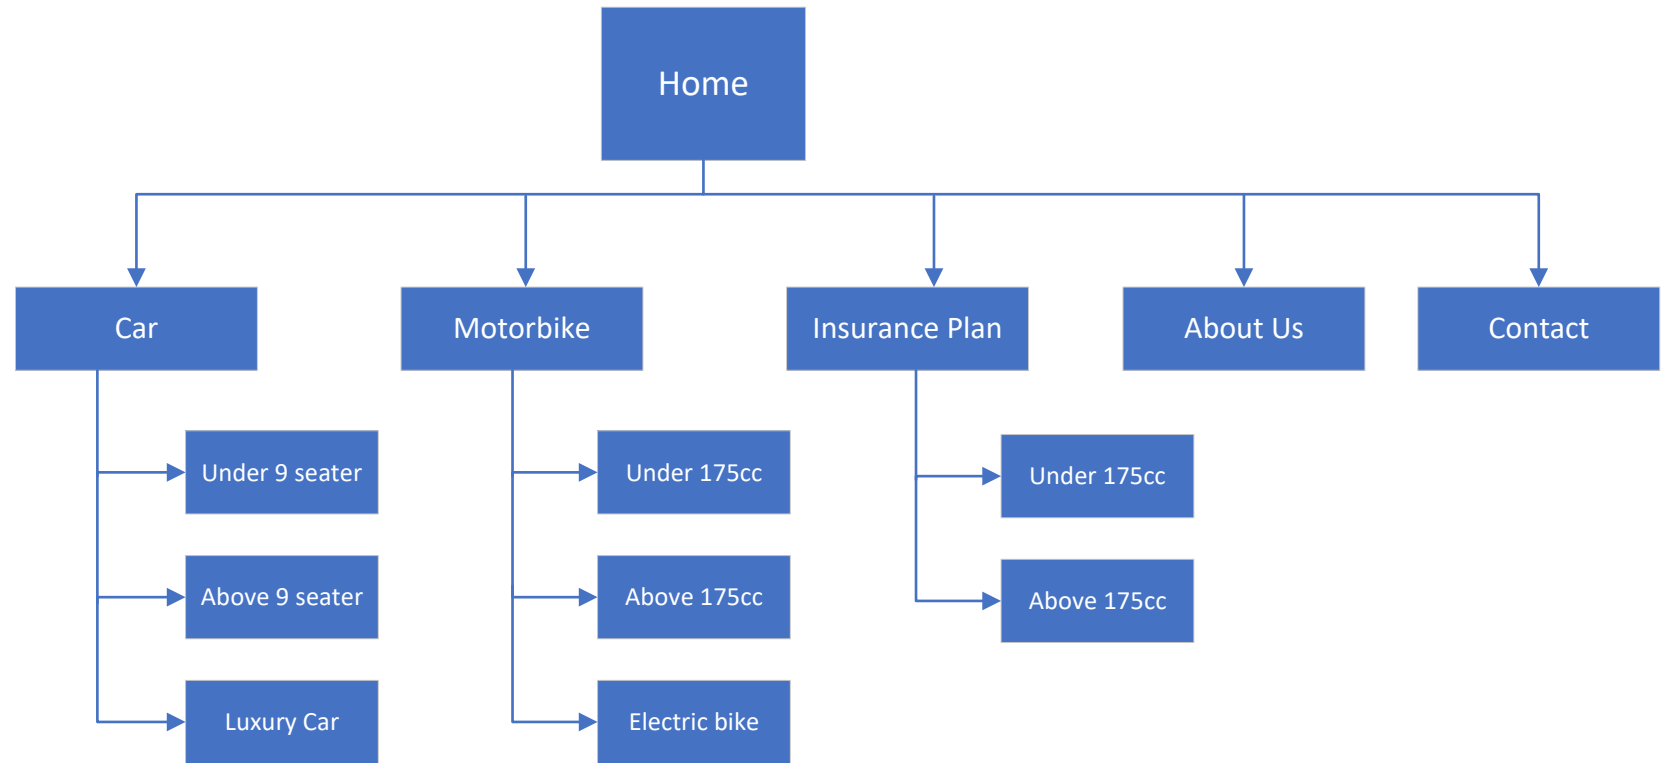 Home
Car
Motorbike
Insurance Plan
About Us
Contact
Under 9 seater
Under 175cc
Under 175cc
Above 9 seater
Above 175cc
Above 175cc
Luxury Car
Electric bike